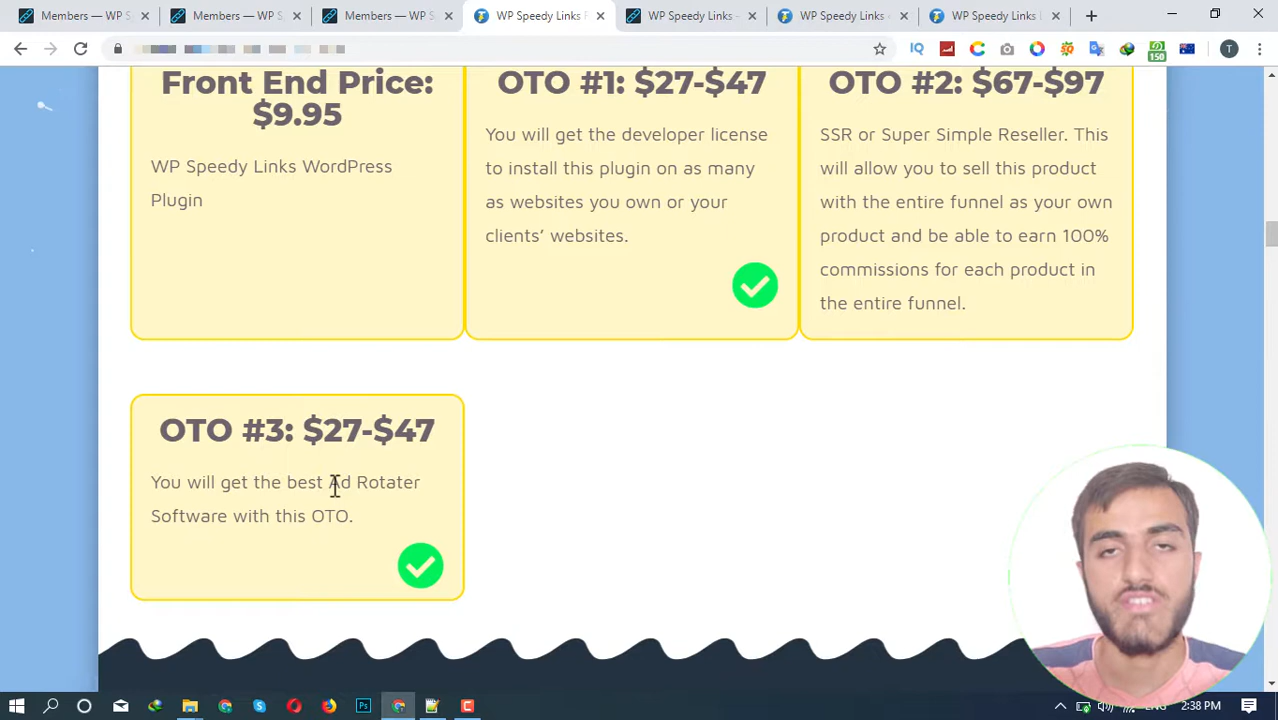 Members — WP S
Members — WP S
Members — WP S
WP Speedy Links R
WP Speedy Links -
WP Speedy Links
WP Speedy Links
150
T
Front End Price:
$9.95
WP Speedy Links WordPress
Plugin
OTO #1: $27-$47
You will get the developer license
to install this plugin on as many
as websites you own or your
clients’ websites.
OTO #2: $67-$97
SSR or Super Simple Reseller. This
will allow you to sell this product
with the entire funnel as your own
product and be able to earn 100%
commissions for each product in
the entire funnel.
OTO #3: $27-$47
You will get the best Ad Rotater
Software with this OTO.
ENG
2:38 PM